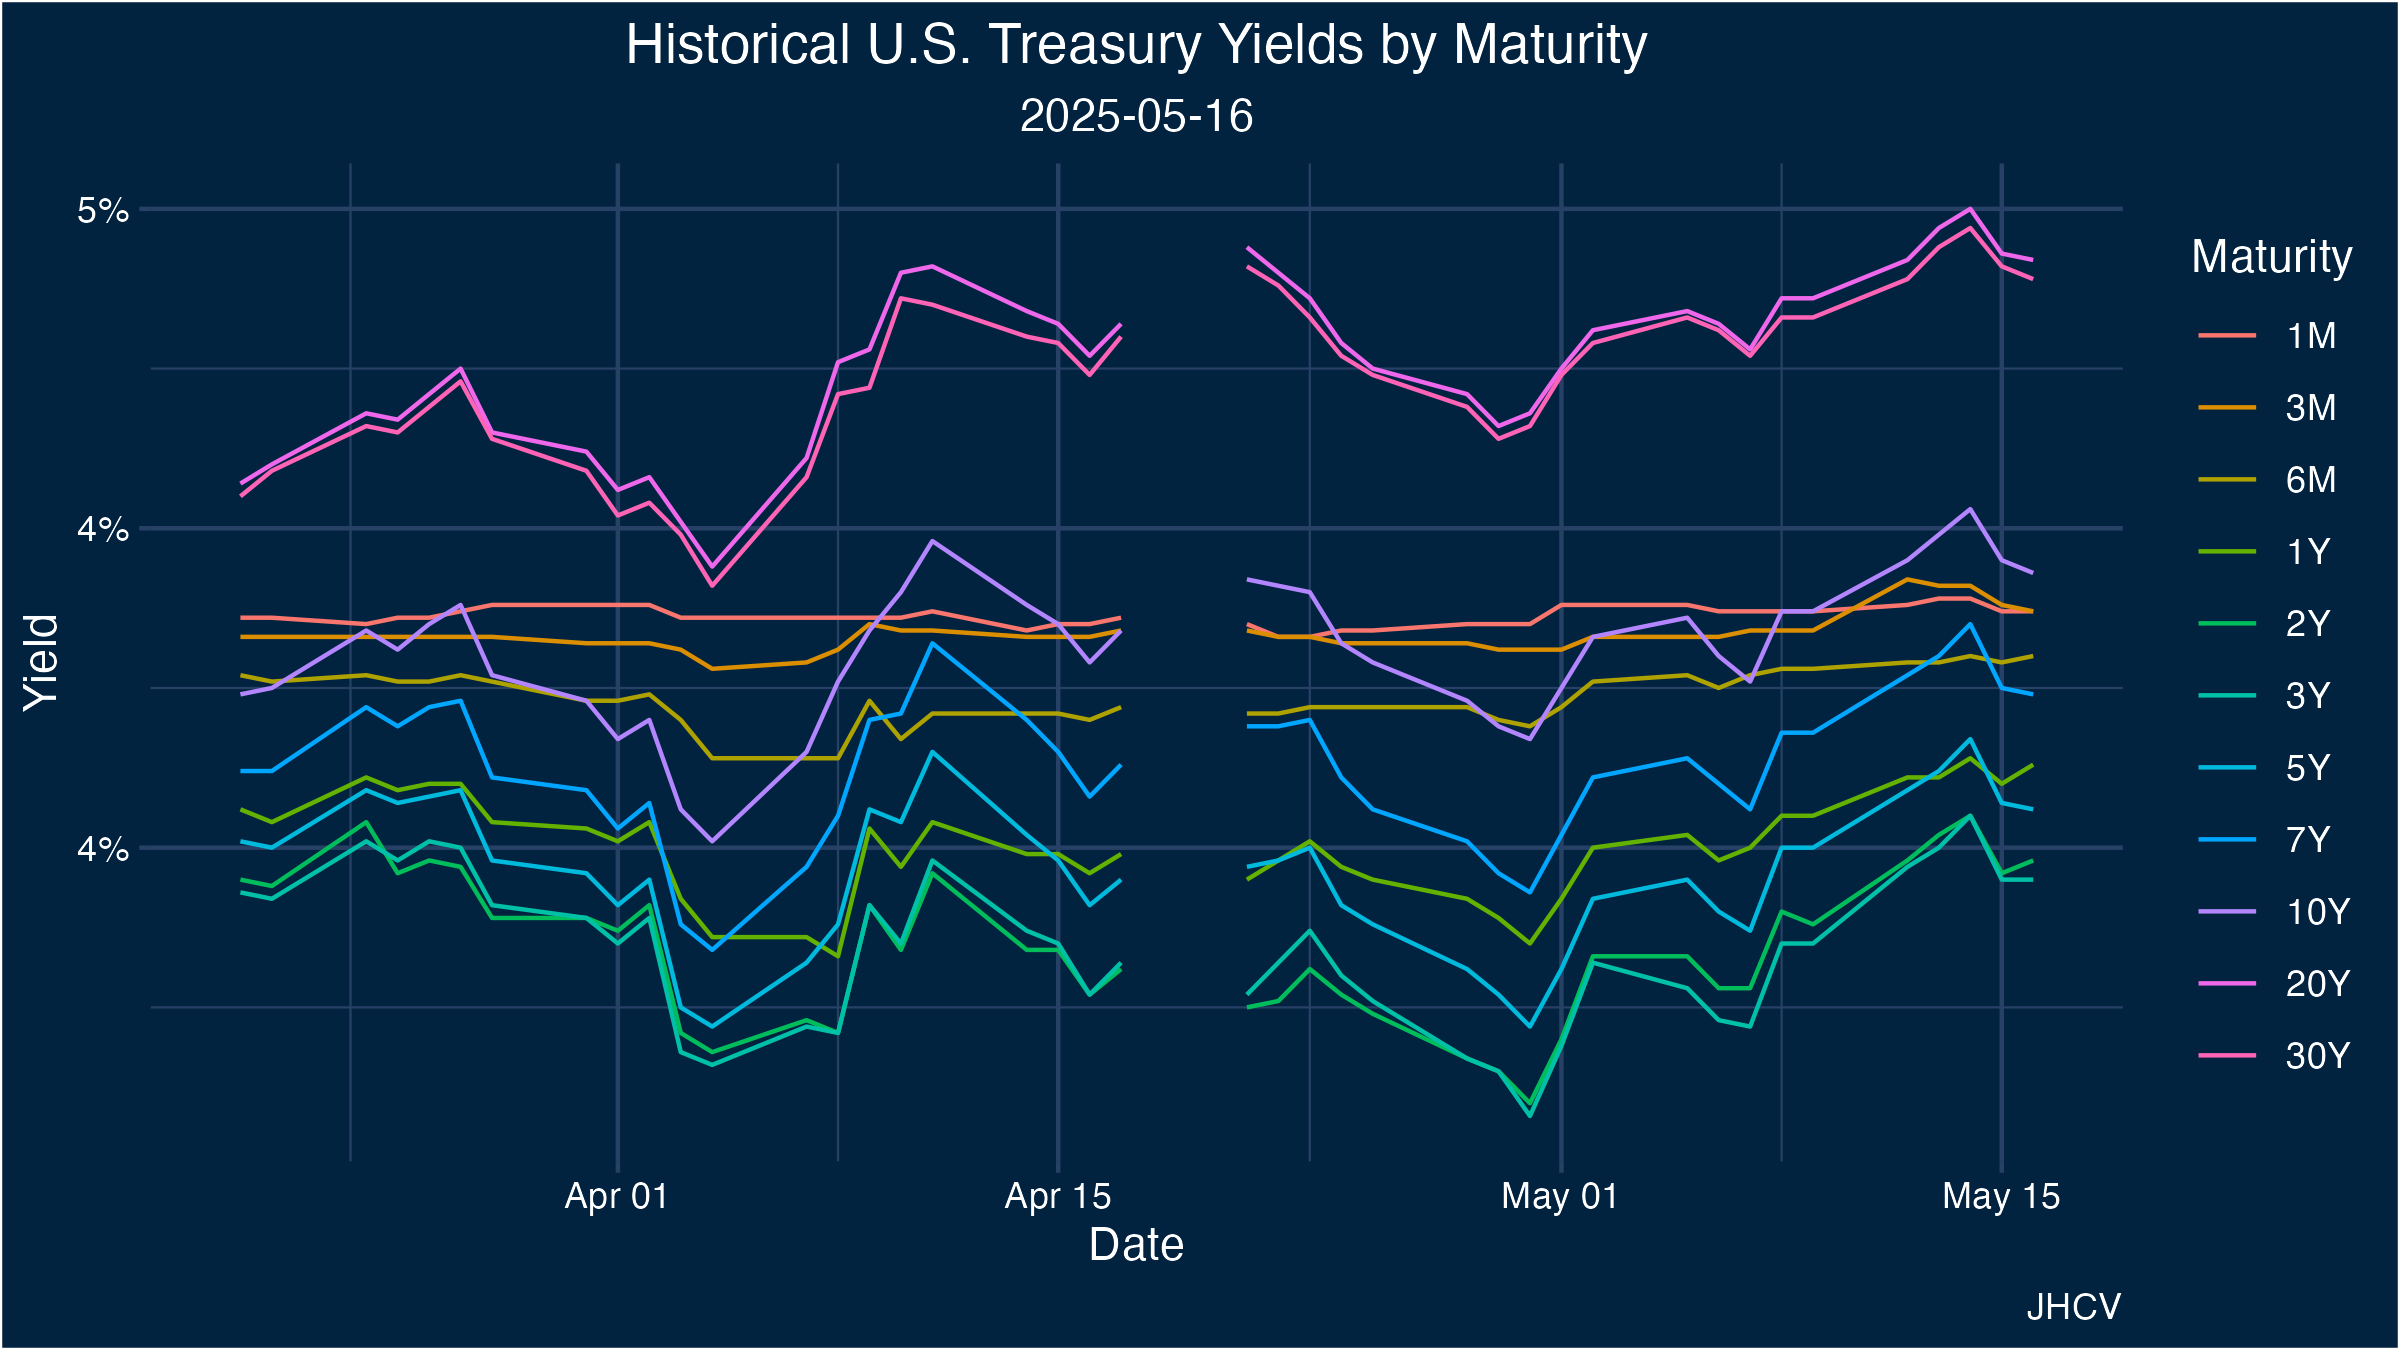 Historical U.S. Treasury Yields by Maturity
2025-05-16
5%
4%
4%
Yield
Apr 01
Apr 15
May 01
May 15
Date
Maturity
1M
3M
6M
1Y
2Y
3Y
5Y
7Y
10Y
20Y
30Y
JHCV